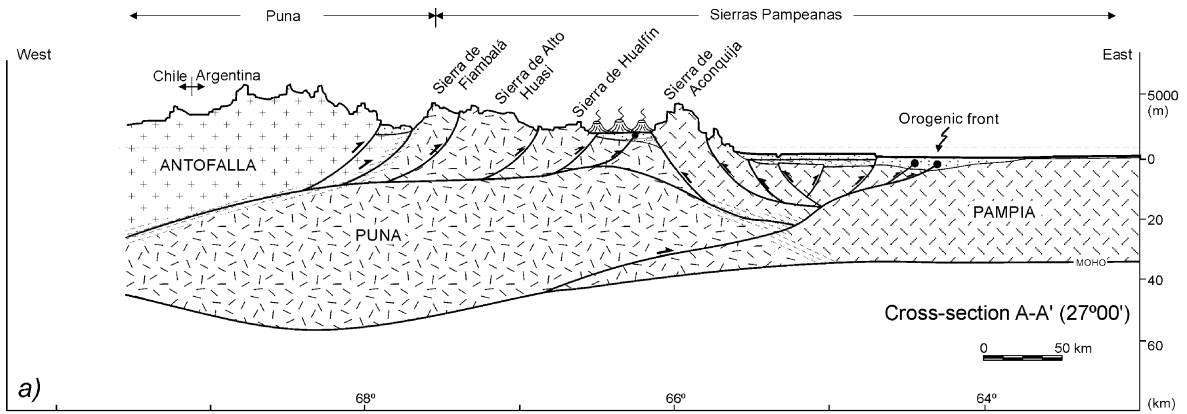 Puna
Sierras Pampeanas
West
East
Chile Argentina
Sierra de
Fiambalá
Sierra de Alto
Huasi
Sierra de Hualfín
Sierra de
Aconquija
5000
(m)
Orogenic front
ANTOFALLA
0
PUNA
PAMPIA
20
MOHO
40
Cross-section A-A' (27º00')
0 50 km
60
a)
68º 66º 64º (km)